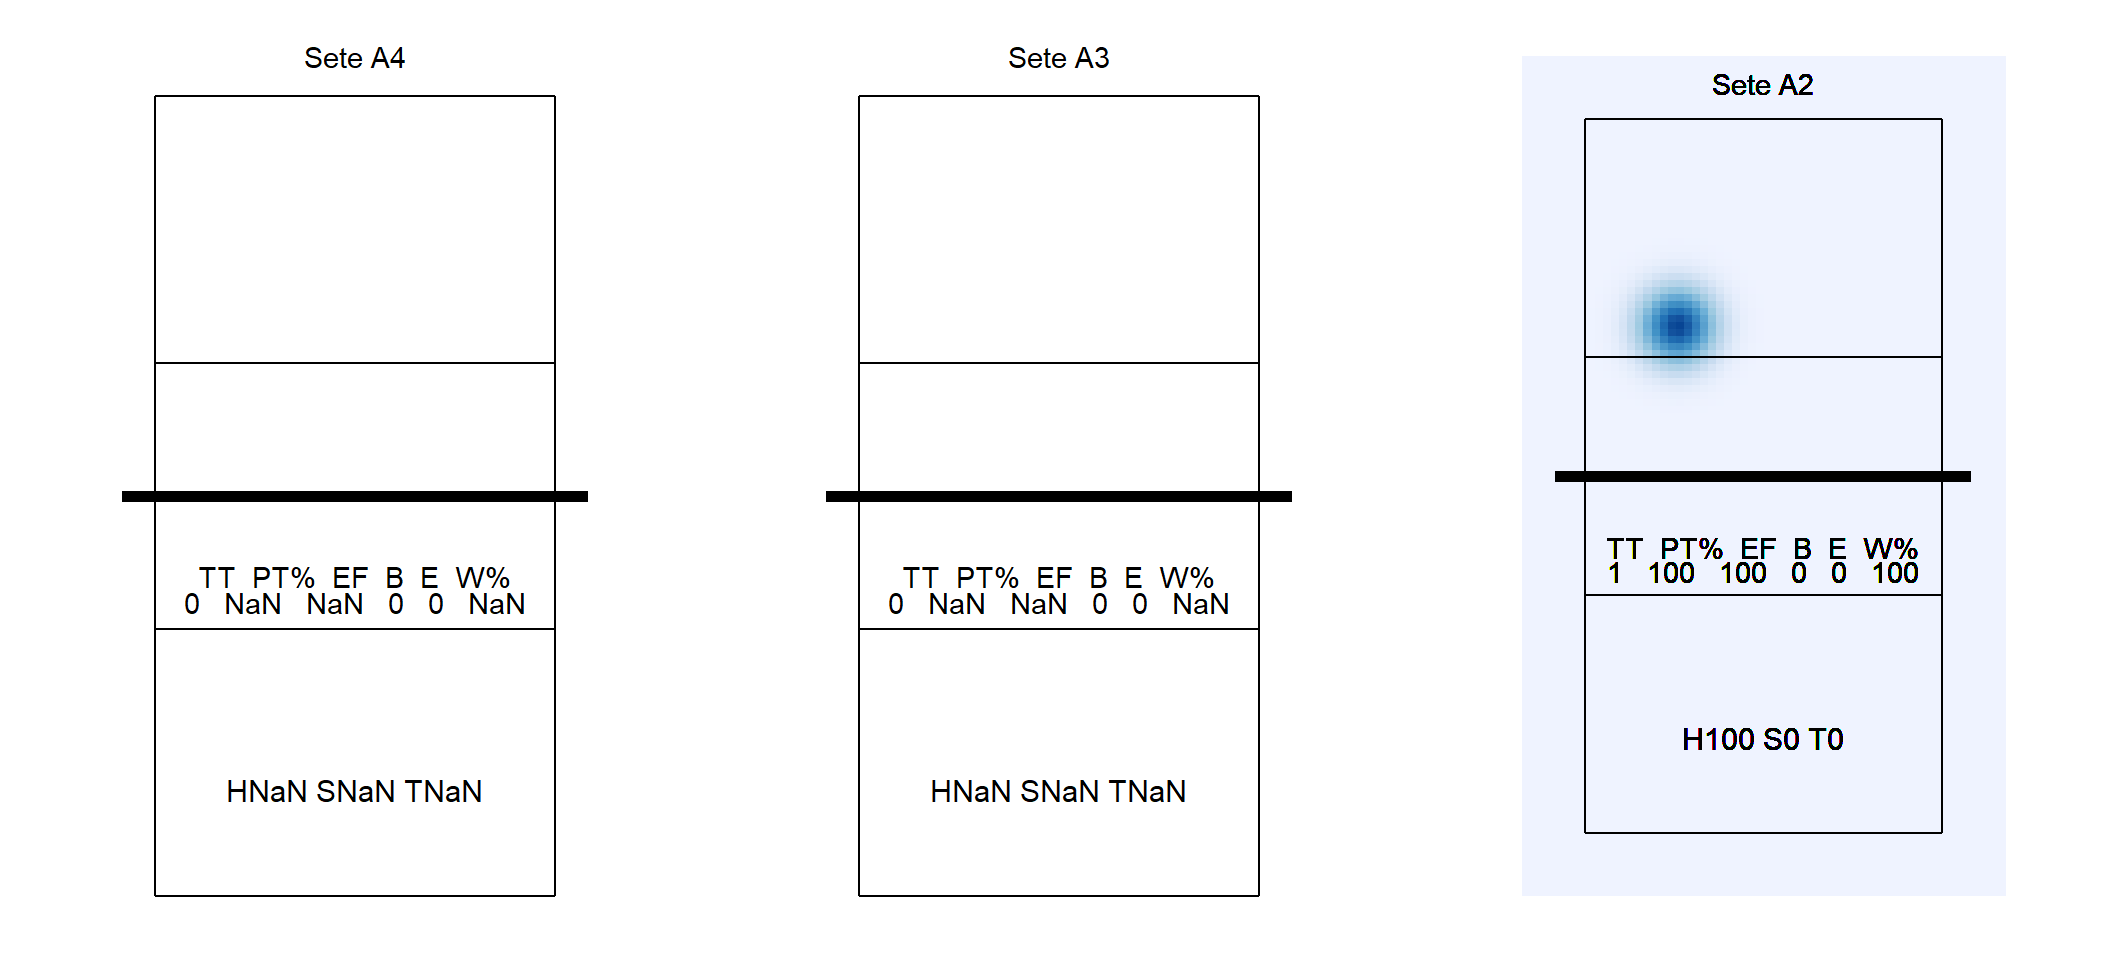 Sete A4
TT PT% EF B E W%
0 NaN NaN 0 0 NaN
HNaN SNaN TNaN
Sete A3
TT PT% EF B E W%
0 NaN NaN 0 0 NaN
HNaN SNaN TNaN
Sete A2
TT PT% EF B E W%
1 100 100 0 0 100
H100 S0 T0